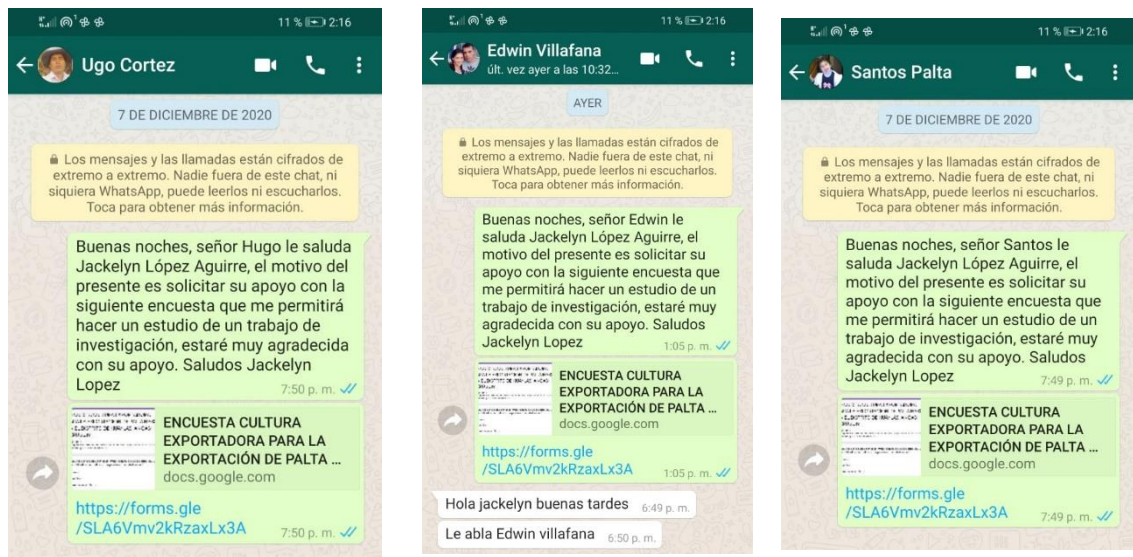 11 % 2:16
Ugo Cortez
7 DE DICIEMBRE DE 2020
Los mensajes y las llamadas están cifrados de
extremo a extremo. Nadie fuera de este chat, ni
siquiera WhatsApp, puede leerlos ni escucharlos.
Toca para obtener más información.
Buenas noches, señor Hugo le saluda
Jackelyn López Aguirre, el motivo del
presente es solicitar su apoyo con la
siguiente encuesta que me permitirá
hacer un estudio de un trabajo de
investigación, estaré muy agradecida
con su apoyo. Saludos Jackelyn
Lopez 7:50 p. m.
ENCUESTA CULTURA
EXPORTADORA PARA LA
EXPORTACIÓN DE PALTA ...
docs.google.com
https://forms.gle
/SLA6Vmv2kRzaxLx3A 7:50 p. m.
11 % 2:16
Edwin Villafana
últ. vez ayer a las 10:32...
AYER
Los mensajes y las llamadas están cifrados de
extremo a extremo. Nadie fuera de este chat, ni
siquiera WhatsApp, puede leerlos ni escucharlos.
Toca para obtener más información.
Buenas noches, señor Edwin le
saluda Jackelyn López Aguirre, el
motivo del presente es solicitar su
apoyo con la siguiente encuesta que
me permitirá hacer un estudio de un
trabajo de investigación, estaré muy
agradecida con su apoyo. Saludos
Jackelyn Lopez 1:05 p. m.
ENCUESTA CULTURA
EXPORTADORA PARA LA
EXPORTACIÓN DE PALTA ...
docs.google.com
https://forms.gle
/SLA6Vmv2kRzaxLx3A 1:05 p. m.
Hola jackelyn buenas tardes 6:49 p. m.
Le abla Edwin villafana 6:50 p. m.
11 % 2:16
Santos Palta
7 DE DICIEMBRE DE 2020
Los mensajes y las llamadas están cifrados de
extremo a extremo. Nadie fuera de este chat, ni
siquiera WhatsApp, puede leerlos ni escucharlos.
Toca para obtener más información.
Buenas noches, señor Santos le
saluda Jackelyn López Aguirre, el
motivo del presente es solicitar su
apoyo con la siguiente encuesta que
me permitirá hacer un estudio de un
trabajo de investigación, estaré muy
agradecida con su apoyo. Saludos
Jackelyn Lopez 7:49 p. m.
ENCUESTA CULTURA
EXPORTADORA PARA LA
EXPORTACIÓN DE PALTA ...
docs.google.com
https://forms.gle
/SLA6Vmv2kRzaxLx3A 7:49 p. m.